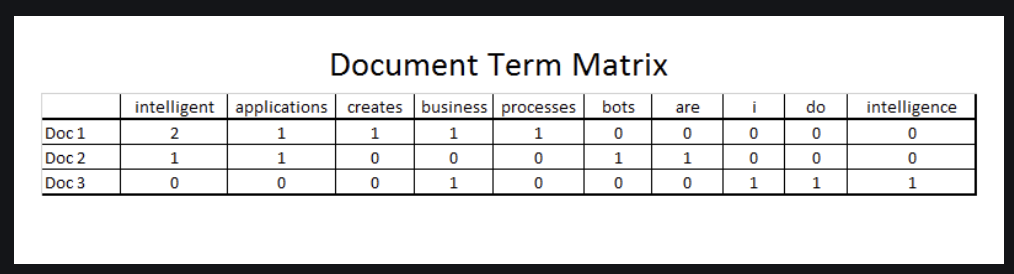 Document Term Matrix
intelligent applications creates business processes bots are i do intelligence
Doc 1 2 1 1 1 1 0 0 0 0 0
Doc 2 1 1 0 0 0 1 1 0 0 0
Doc 3 0 0 0 1 0 0 0 1 1 1